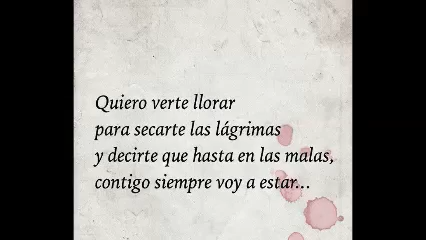 Quiero verte llorar
para secarte las lágrimas
y decirte que hasta en las malas,
contigo siempre voy a estar...